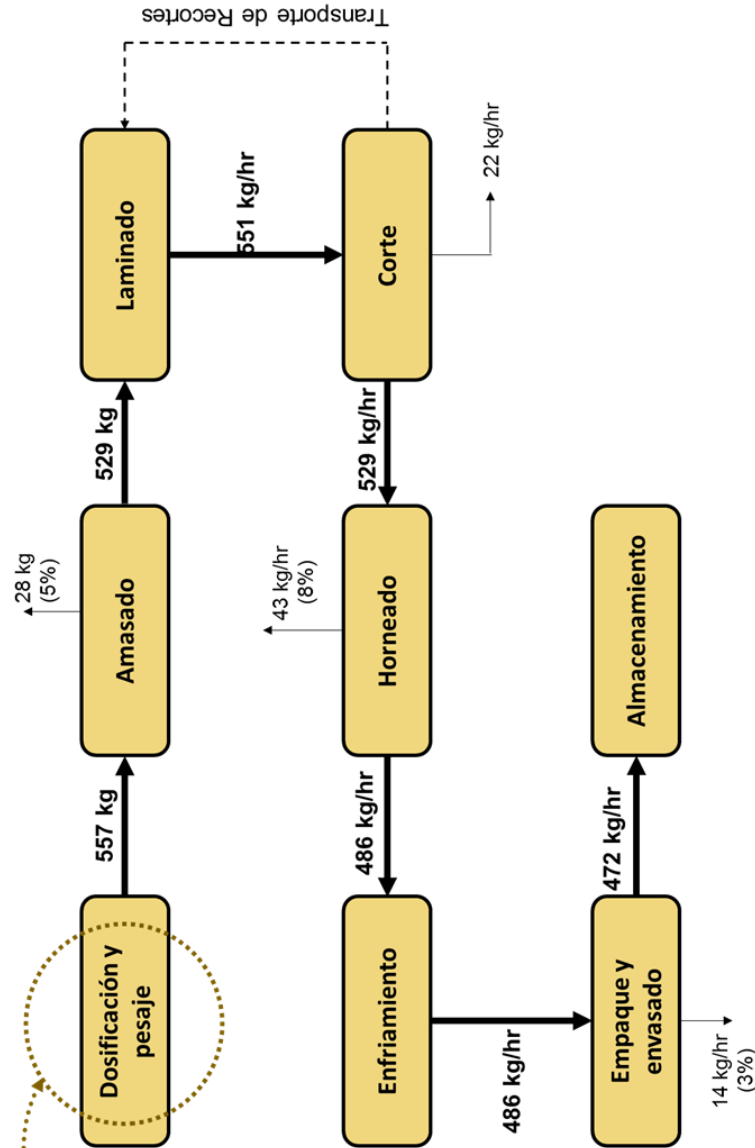 28 kg
(5%)
Dosificación y
pesaje
557 kg
Amasado
529 kg
Laminado
Transporte de Recortes
551 kg/hr
43 kg/hr
(8%)
Enfriamiento
486 kg/hr
Horneado
529 kg/hr
Corte
22 kg/hr
486 kg/hr
Empaque y
envasado
472 kg/hr
Almacenamiento
14 kg/hr
(3%)